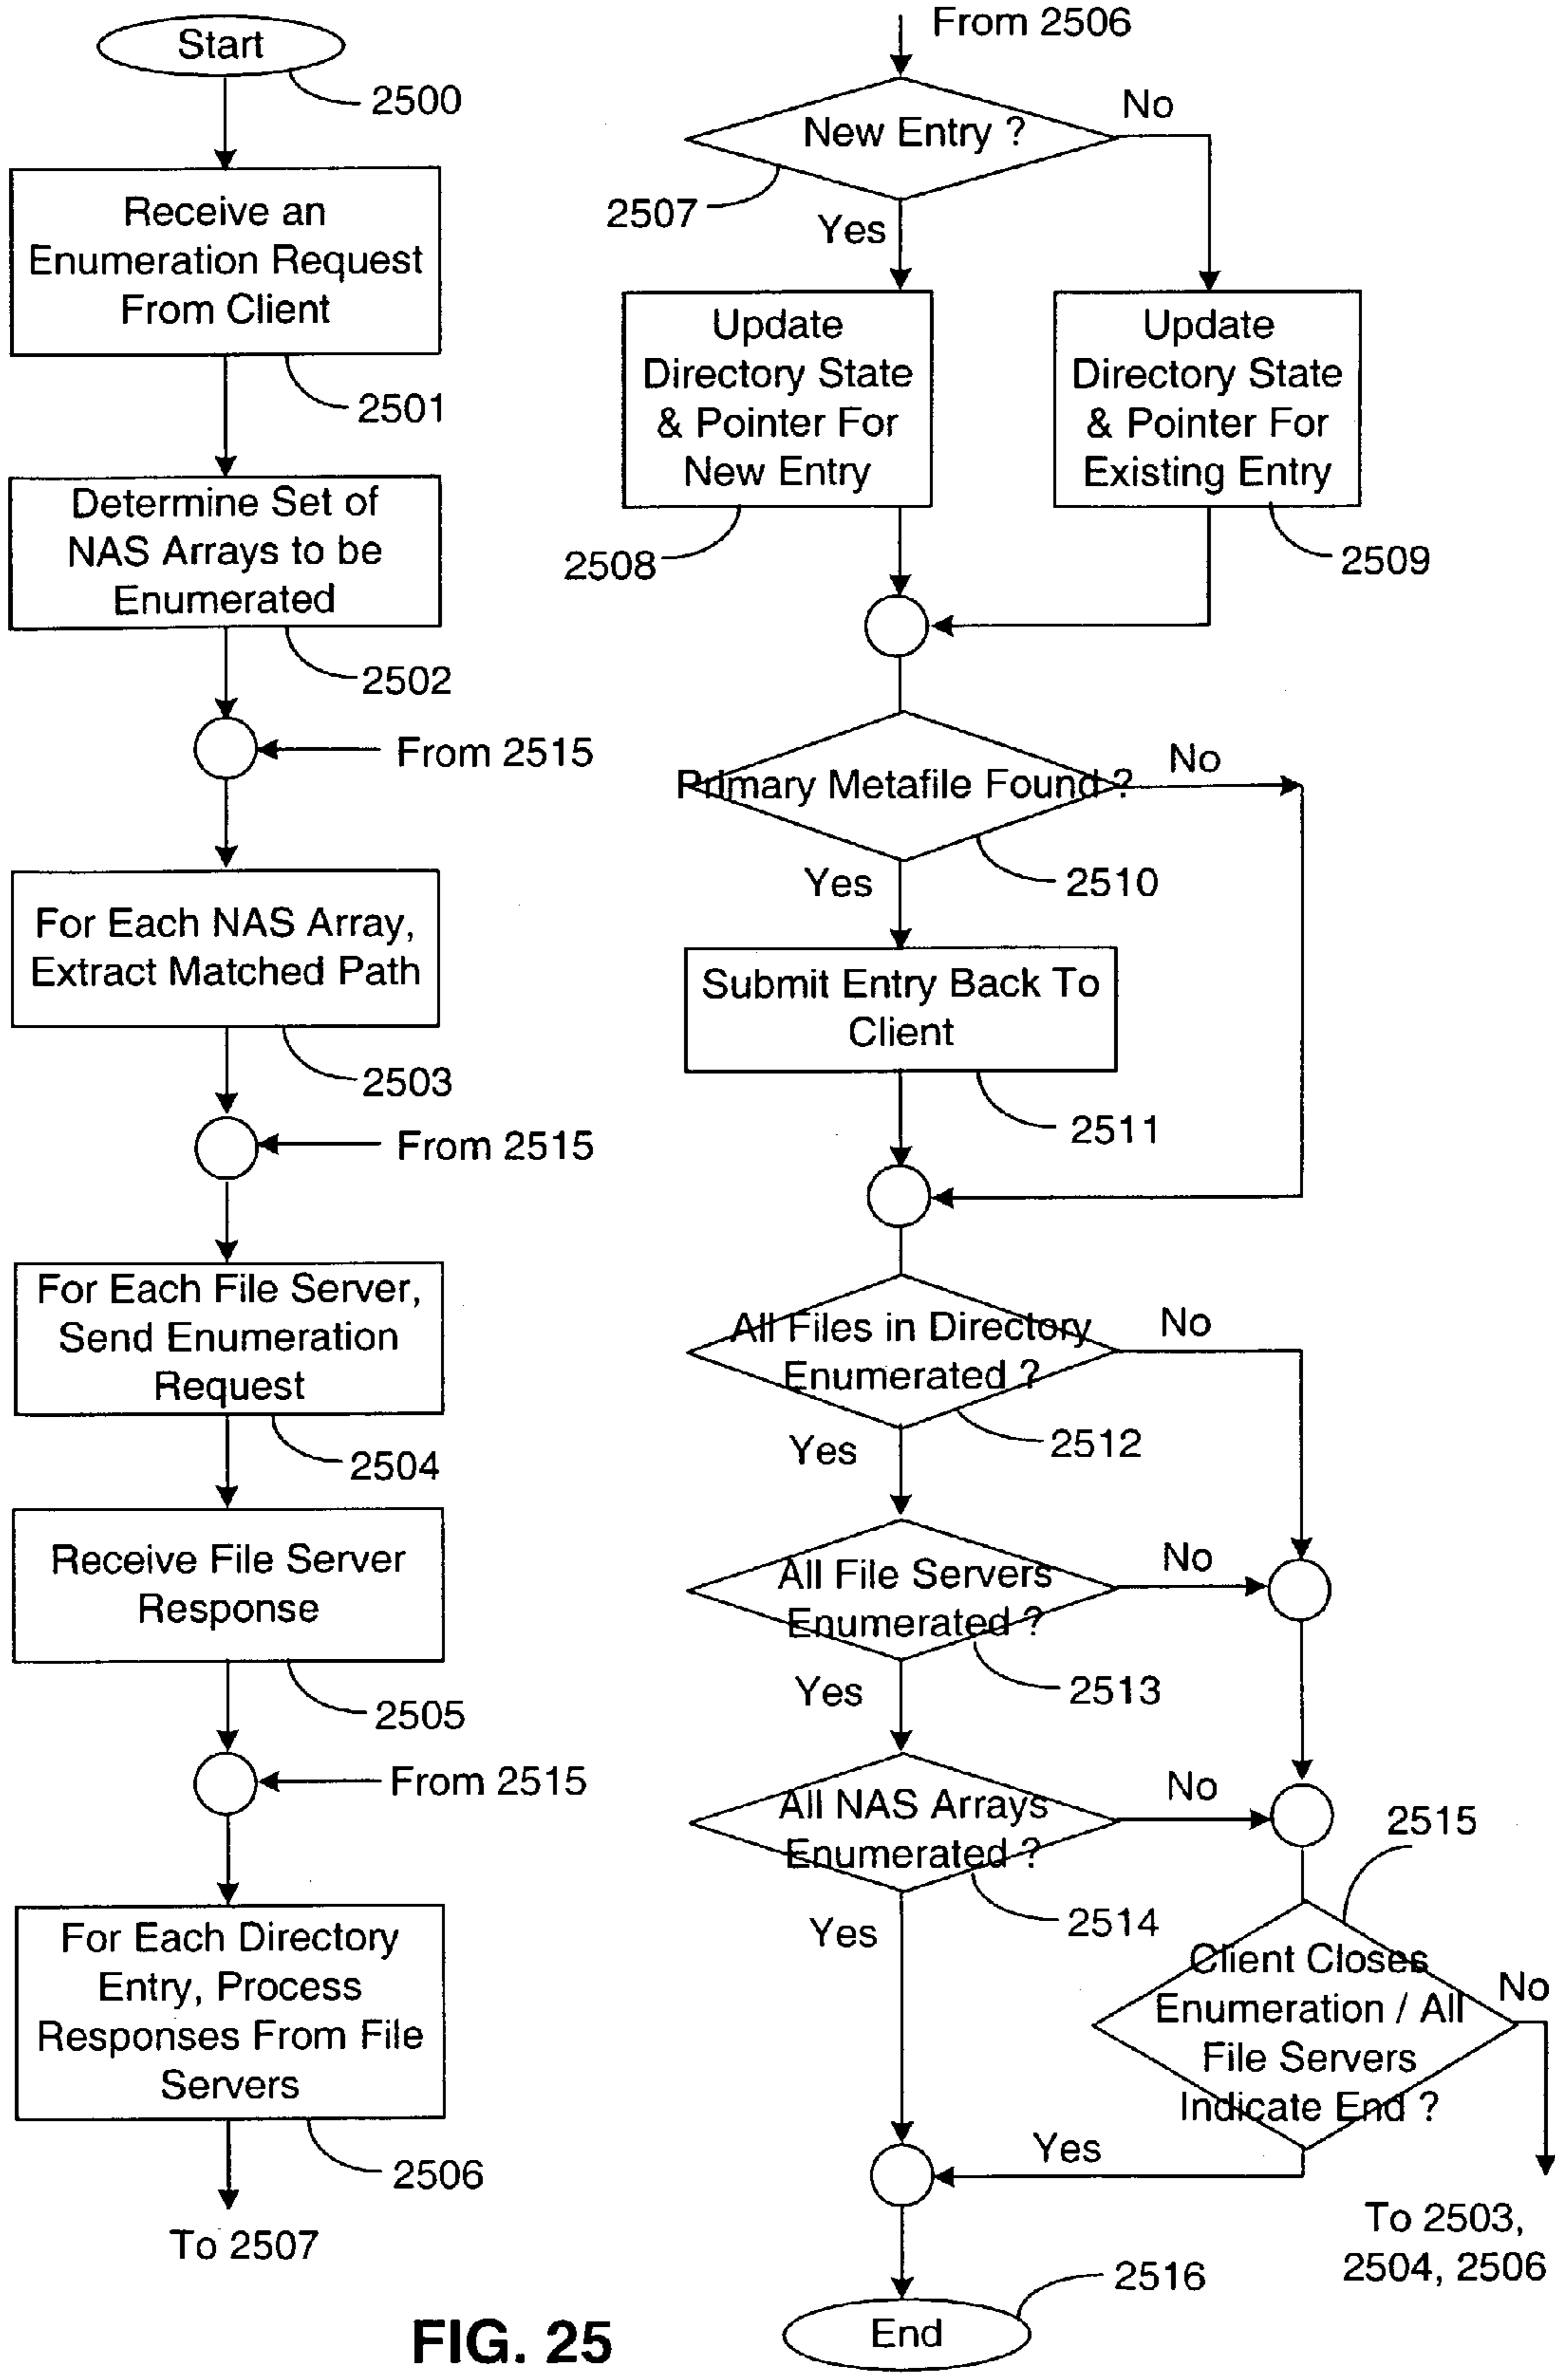 Start
2500
Receive an
Enumeration Request
From Client
2501
Determine Set of
NAS Arrays to be
Enumerated
2502
From 2515
For Each NAS Array,
Extract Matched Path
2503
From 2515
For Each File Server,
Send Enumeration
Request
2504
Receive File Server
Response
2505
From 2515
For Each Directory
Entry, Process
Responses From File
Servers
2506
To 2507
From 2506
New Entry ?
No
2507
Yes
Update
Directory State
& Pointer For
New Entry
2508
Update
Directory State
& Pointer For
Existing Entry
2509
Primary Metafile Found ?
No
2510
Yes
Submit Entry Back To
Client
2511
All Files in Directory
Enumerated ?
No
2512
Yes
All File Servers
Enumerated ?
No
2513
Yes
All NAS Arrays
Enumerated ?
No
2514
Yes
2515
Client Closes
Enumeration / All
File Servers
Indicate End ?
No
Yes
To 2503,
2504, 2506
2516
End
FIG. 25